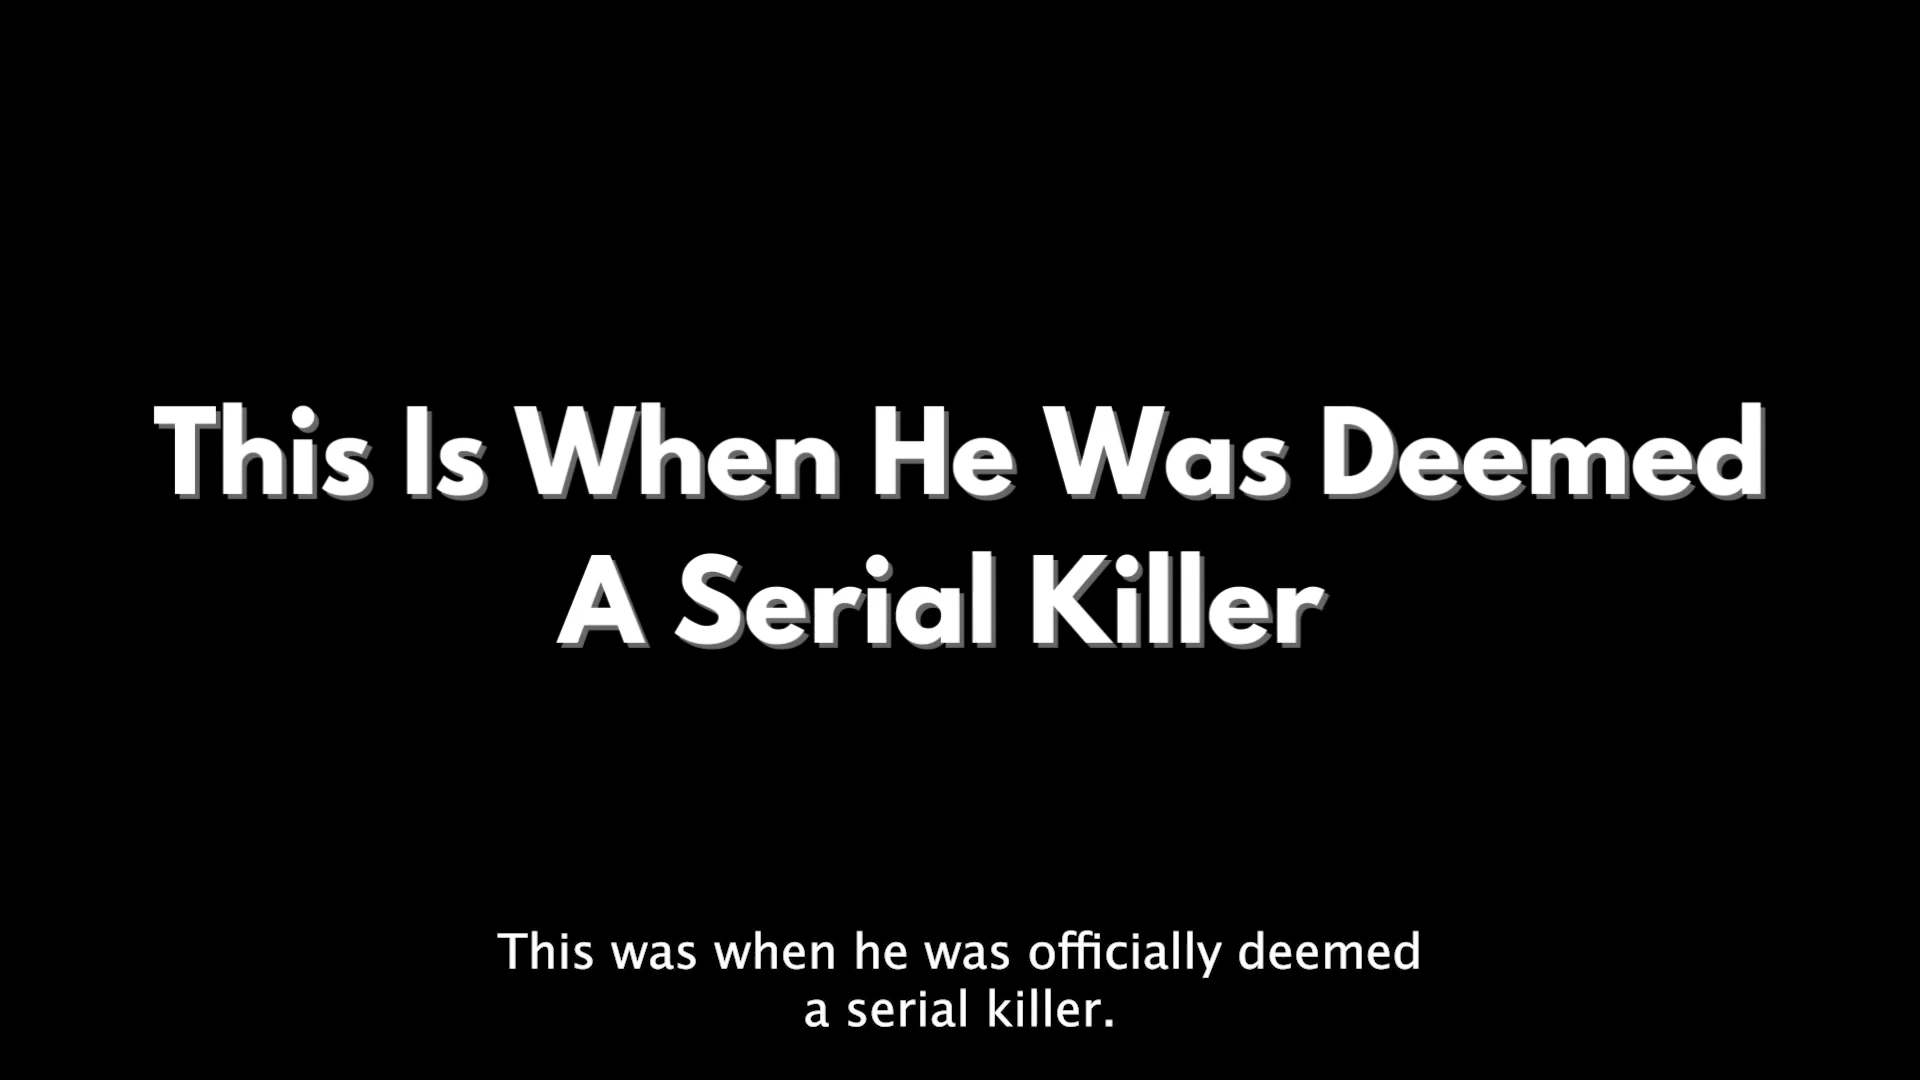 This Is When He Was Deemed
A Serial Killer
This was when he was officially deemed
a serial killer.